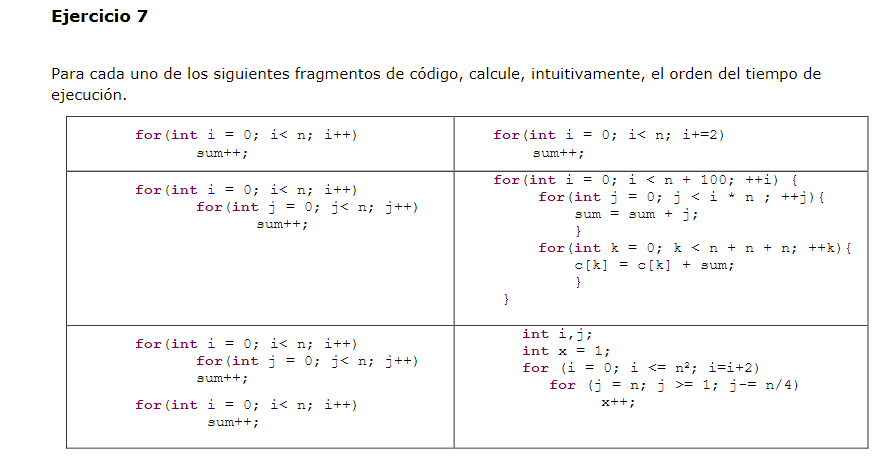 Ejercicio 7
Para cada uno de los siguientes fragmentos de código, calcule, intuitivamente, el orden del tiempo de
ejecución.
for(int i = 0; i< n; i++)
sum++;
for(int i = 0; i< n; i+=2)
sum++;
for(int i = 0; i< n; i++)
for(int j = 0; j< n; j++)
sum++;
for(int i = 0; i < n + 100; ++i) {
for(int j = 0; j < i * n ; ++j){
sum = sum + j;
}
for(int k = 0; k < n + n + n; ++k){
c[k] = c[k] + sum;
}
}
for(int i = 0; i< n; i++)
for(int j = 0; j< n; j++)
sum++;
for(int i = 0; i< n; i++)
sum++;
int i,j;
int x = 1;
for (i = 0; i <= n²; i=i+2)
for (j = n; j >= 1; j-= n/4)
x++;